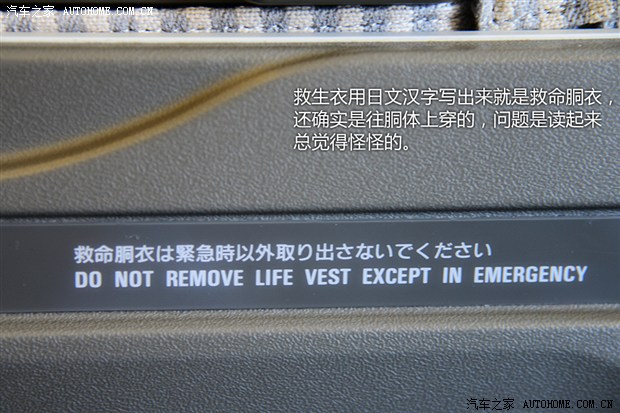 汽车之家 AUTOHOME.COM.CN
救生衣用日文汉字写出来就是救命胴衣，
还确实是往胴体上穿的，问题是读起来
总觉得怪怪的。
救命胴衣は緊急時以外取り出さないでください
DO NOT REMOVE LIFE VEST EXCEPT IN EMERGENCY
汽车之家 AUTOHOME.COM.CN